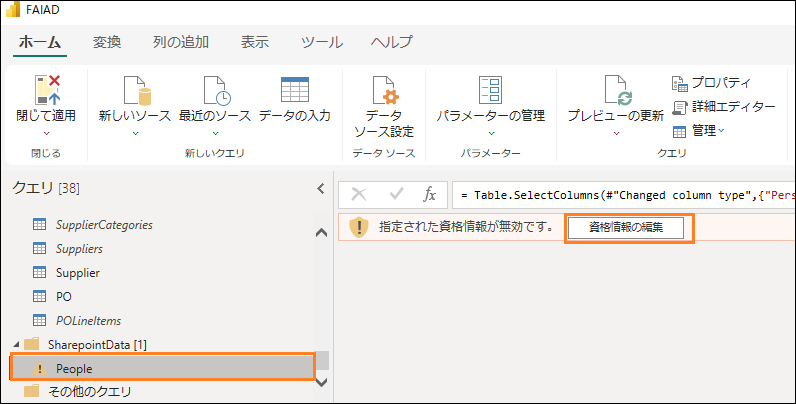 FAIAD
ホーム 変換 列の追加 表示 ツール ヘルプ
閉じて適用
新しいソース
最近のソース
データの入力
データ
ソース設定
パラメーターの管理
プレビューの更新
プロパティ
詳細エディター
管理
閉じる
新しいクエリ
データ ソース
パラメーター
クエリ
クエリ [38]
fx
= Table.SelectColumns(#"Changed column type",{"Pers
指定された資格情報が無効です。
資格情報の編集
SupplierCategories
Suppliers
Supplier
PO
POLineItems
SharepointData [1]
People
その他のクエリ